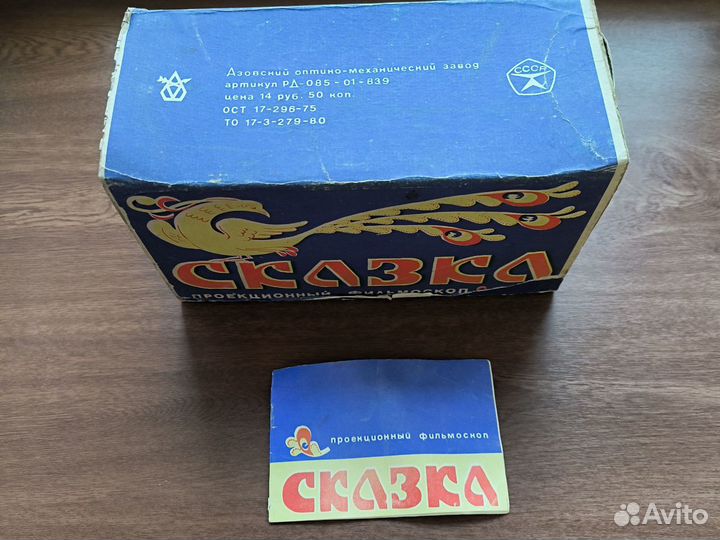 Азовский оптико-механический завод
артикул РД-085-01-839
цена 14 руб. 50 коп.
ОСТ 17-298-75
ТО 17-3-279-80
СССР
СКАЗКА
ПРОЕКЦИОННЫЙ ФИЛЬМОСКОП
проекционный фильмоскоп
СКАЗКА
Avito